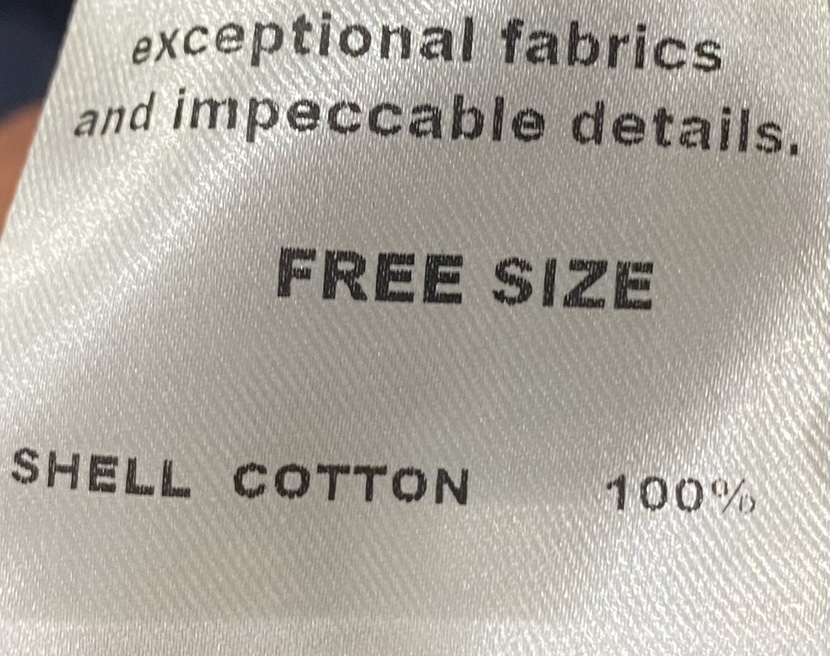 exceptional fabrics
and impeccable details.
FREE SIZE
SHELL COTTON 100%